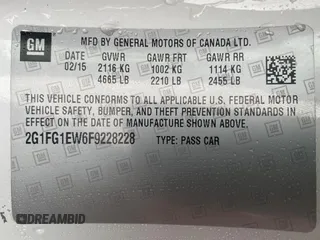 GM
MFD BY GENERAL MOTORS OF CANADA LTD.
DATE GVWR GAWR FRT GAWR RR
02/15 2116 KG 1002 KG 1114 KG
4665 LB 2210 LB 2455 LB
THIS VEHICLE CONFORMS TO ALL APPLICABLE U.S. FEDERAL MOTOR
VEHICLE SAFETY, BUMPER, AND THEFT PREVENTION STANDARDS
IN EFFECT ON THE DATE OF MANUFACTURE SHOWN ABOVE.
2G1FG1EW6F9228228 TYPE: PASS CAR
DREAMBID